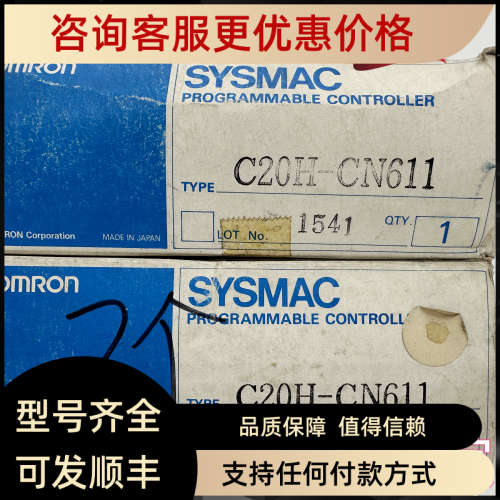 咨询客服更优惠价格
OMRON
SYSMAC
PROGRAMMABLE CONTROLLER
TYPE C20H-CN611
LOT No. 1541 QTY. 1
RON Corporation MADE IN JAPAN
OMRON
SYSMAC
PROGRAMMABLE CONTROLLE
TYPE C20H-CN611
型号齐全
品质保障 值得信赖
可发顺丰
支持任何付款方式